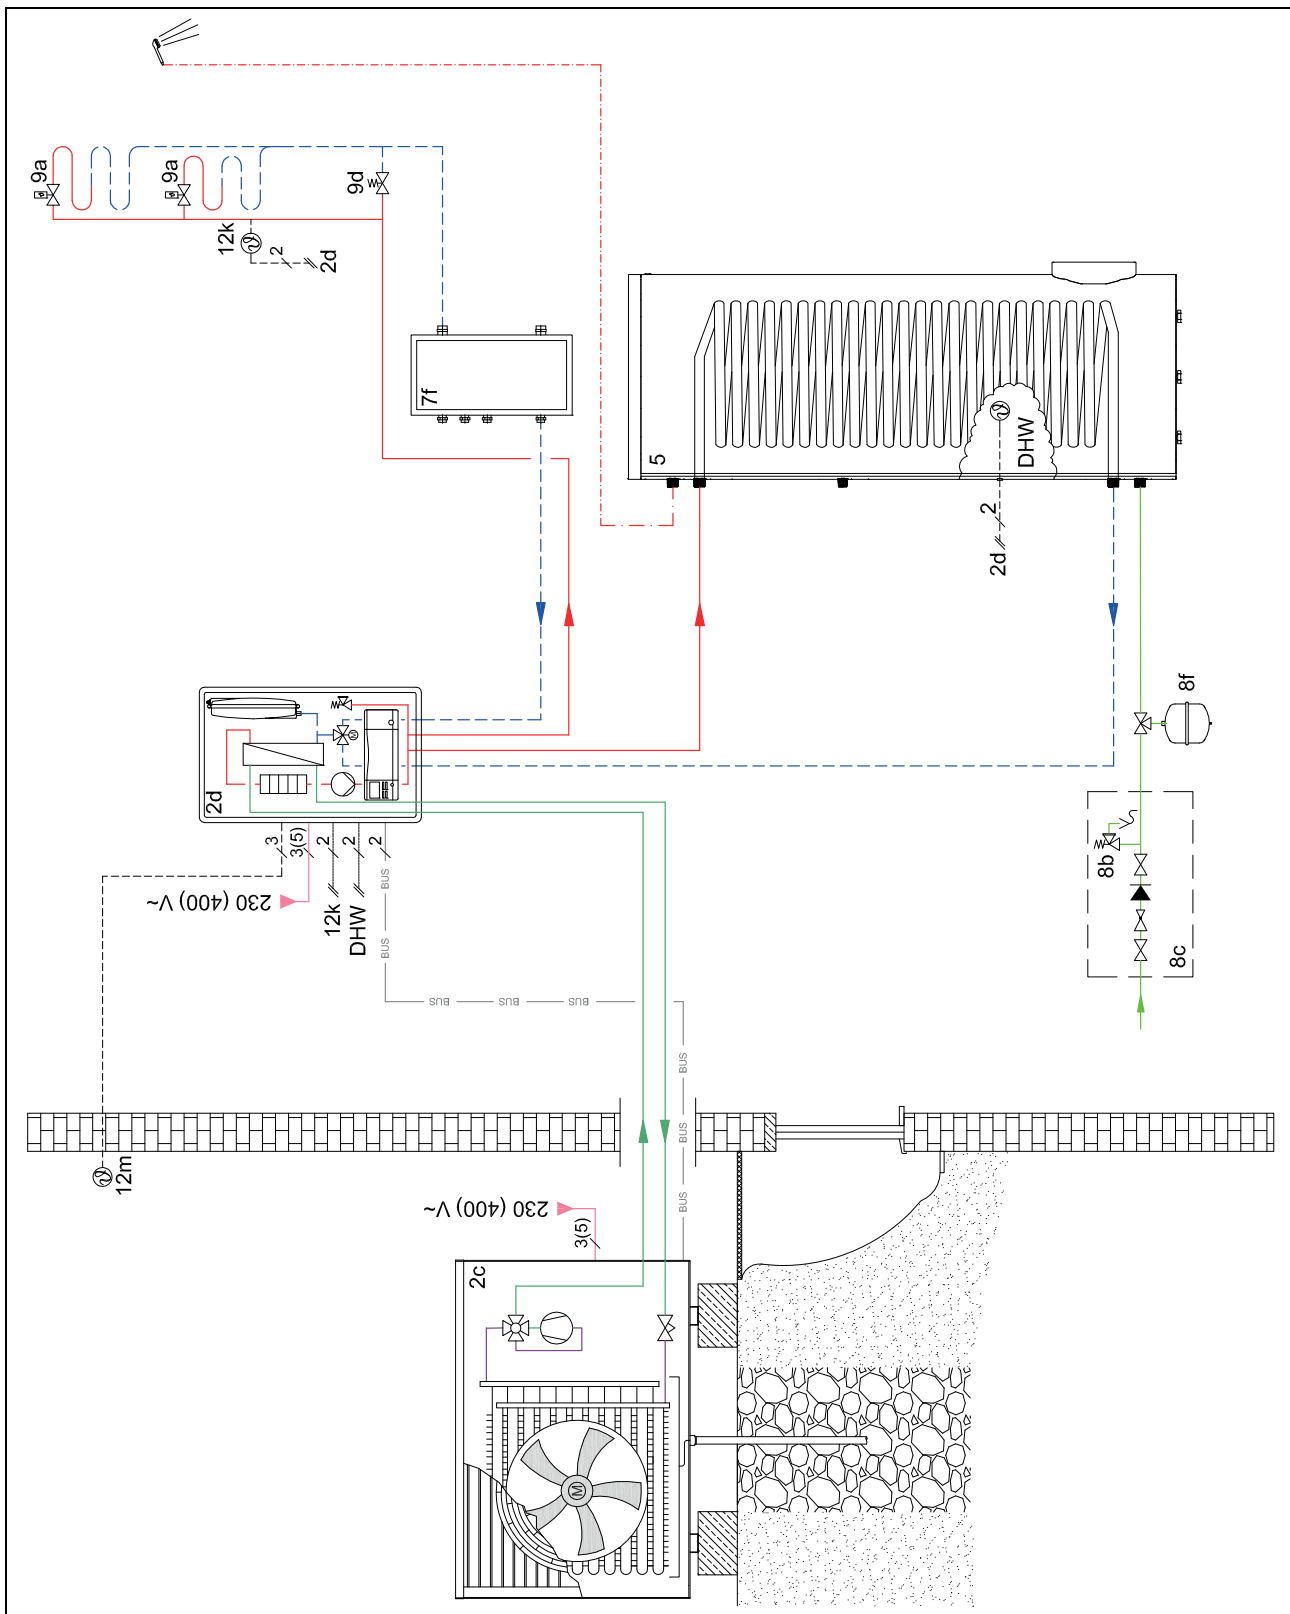 9a
9a
9d
12k
2
2d
7f
5
DHW
2
2d
2d
3
3(5)
2
2
2
230 (400) V~
12k
DHW
BUS
BUS
BUS
BUS
BUS
BUS
BUS
BUS
8f
8b
8c
12m
230 (400) V~
3(5)
2c
M
M